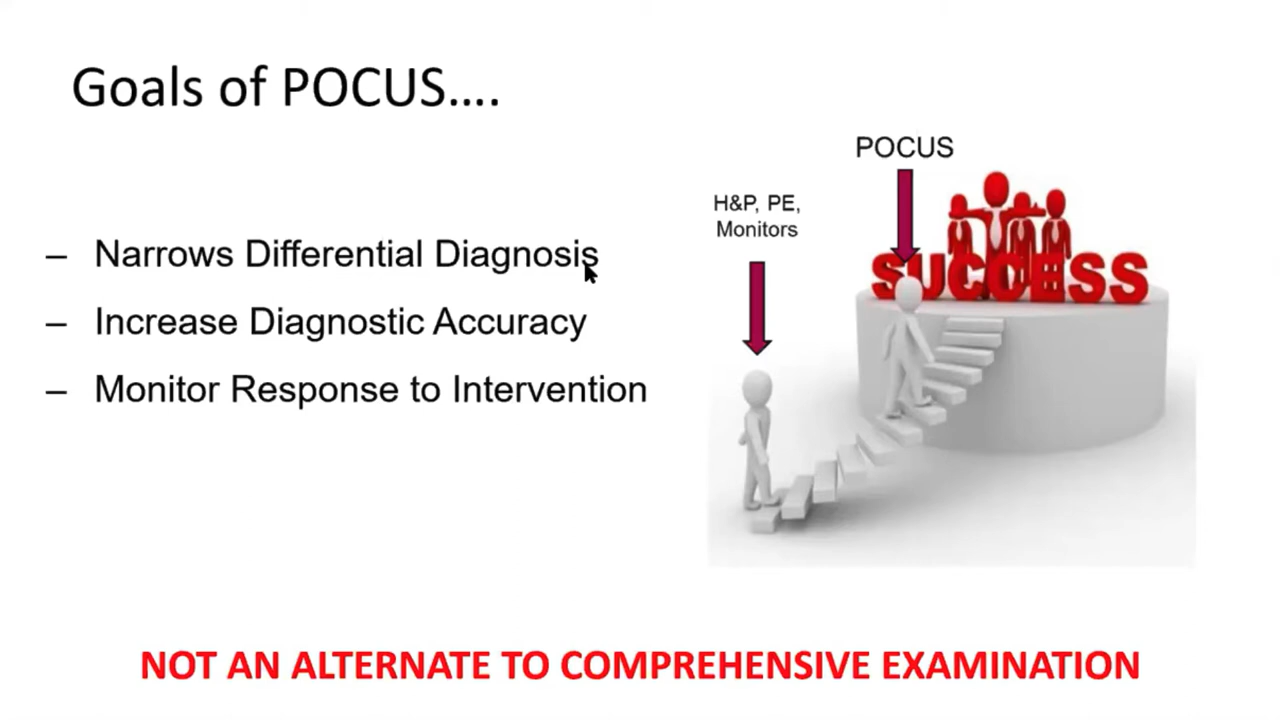 Goals of POCUS....
– Narrows Differential Diagnosis
– Increase Diagnostic Accuracy
– Monitor Response to Intervention
POCUS
H&P, PE,
Monitors
SUCCESS
NOT AN ALTERNATE TO COMPREHENSIVE EXAMINATION